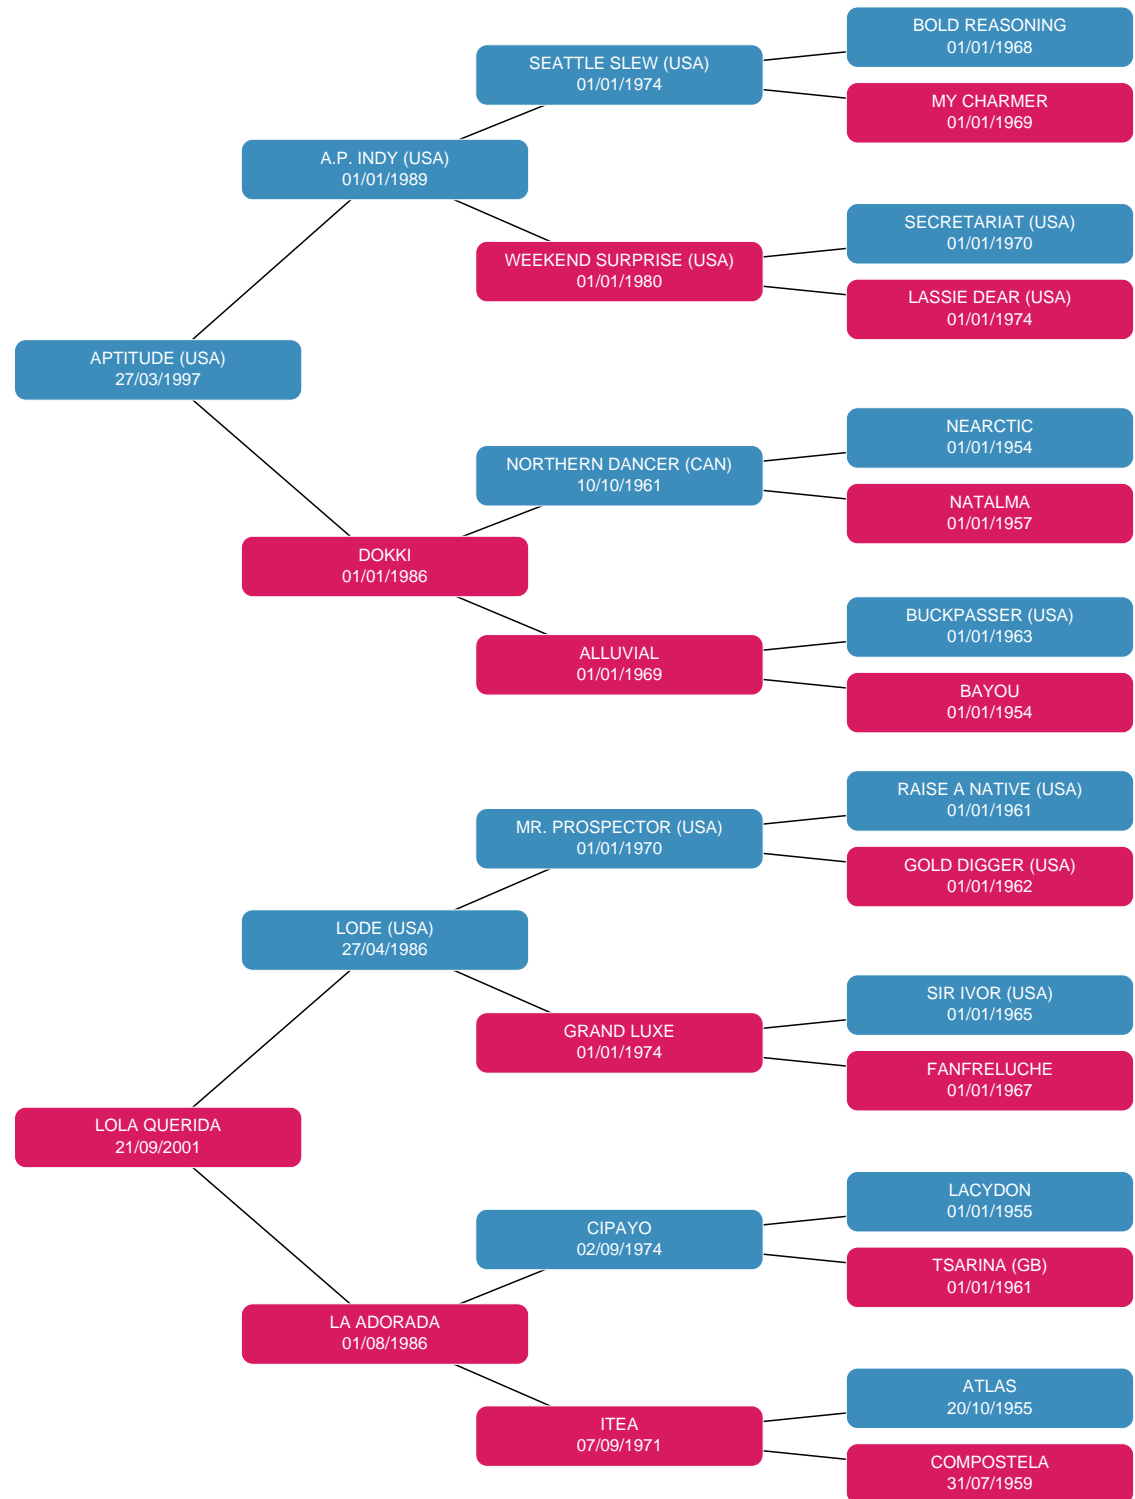 BOLD REASONING
01/01/1968
SEATTLE SLEW (USA)
01/01/1974
MY CHARMER
01/01/1969
A.P. INDY (USA)
01/01/1989
SECRETARIAT (USA)
01/01/1970
WEEKEND SURPRISE (USA)
01/01/1980
LASSIE DEAR (USA)
01/01/1974
APTITUDE (USA)
27/03/1997
NEARCTIC
01/01/1954
NORTHERN DANCER (CAN)
10/10/1961
NATALMA
01/01/1957
DOKKI
01/01/1986
BUCKPASSER (USA)
01/01/1963
ALLUVIAL
01/01/1969
BAYOU
01/01/1954
RAISE A NATIVE (USA)
01/01/1961
MR. PROSPECTOR (USA)
01/01/1970
GOLD DIGGER (USA)
01/01/1962
LODE (USA)
27/04/1986
SIR IVOR (USA)
01/01/1965
GRAND LUXE
01/01/1974
FANFRELUCHE
01/01/1967
LOLA QUERIDA
21/09/2001
LACYDON
01/01/1955
CIPAYO
02/09/1974
TSARINA (GB)
01/01/1961
LA ADORADA
01/08/1986
ATLAS
20/10/1955
ITEA
07/09/1971
COMPOSTELA
31/07/1959